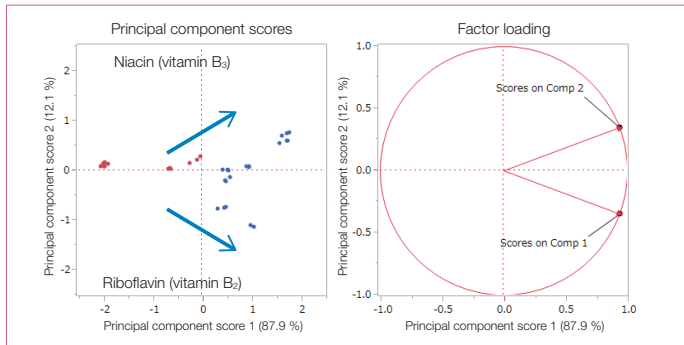 Principal component scores
Niacin (vitamin B₃)
Riboflavin (vitamin B₂)
Principal component score 2 (12.1 %)
2
1
0
-1
-2
-2
-1
0
1
2
Principal component score 1 (87.9 %)
Factor loading
Scores on Comp 2
Scores on Comp 1
Principal component score 2 (12.1 %)
1.0
0.5
0.0
-0.5
-1.0
-1.0
-0.5
0.0
0.5
1.0
Principal component score 1 (87.9 %)